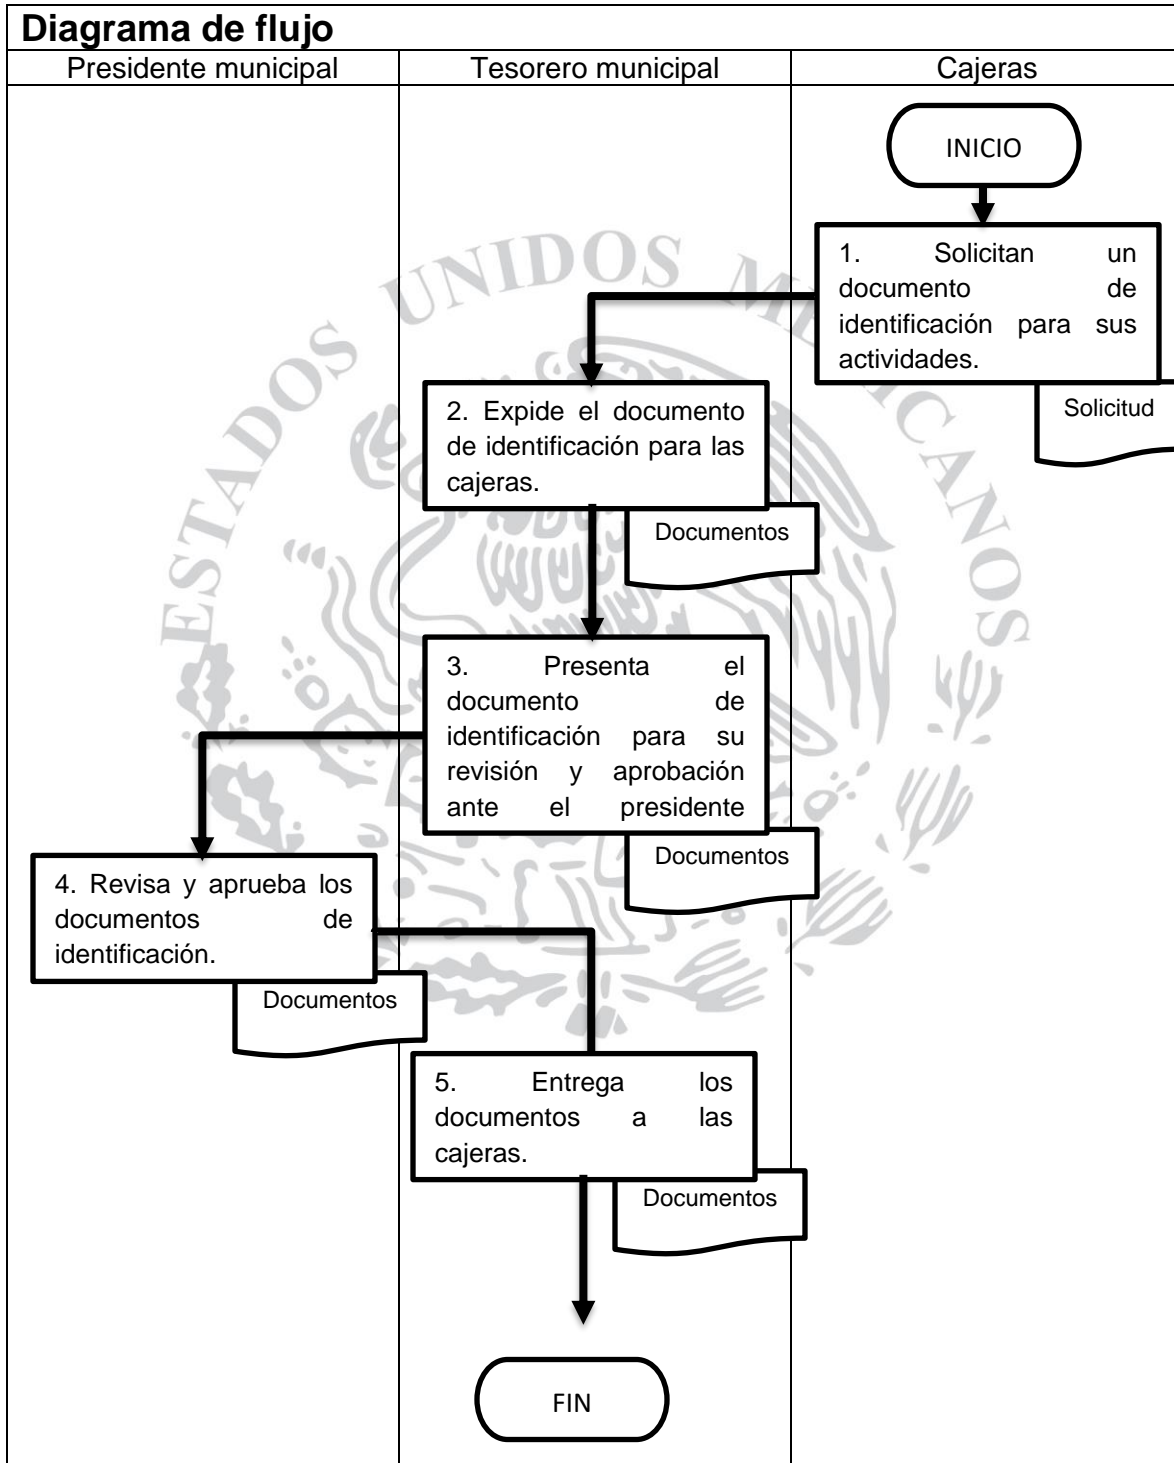 Diagrama de flujo
Presidente municipal
Tesorero municipal
Cajeras
INICIO
1. Solicitan un
documento de
identificación para sus
actividades.
Solicitud
2. Expide el documento
de identificación para las
cajeras.
Documentos
3. Presenta el
documento de
identificación para su
revisión y aprobación
ante el presidente
Documentos
4. Revisa y aprueba los
documentos de
identificación.
Documentos
5. Entrega los
documentos a las
cajeras.
Documentos
FIN
ESTADOS UNIDOS MEXICANOS